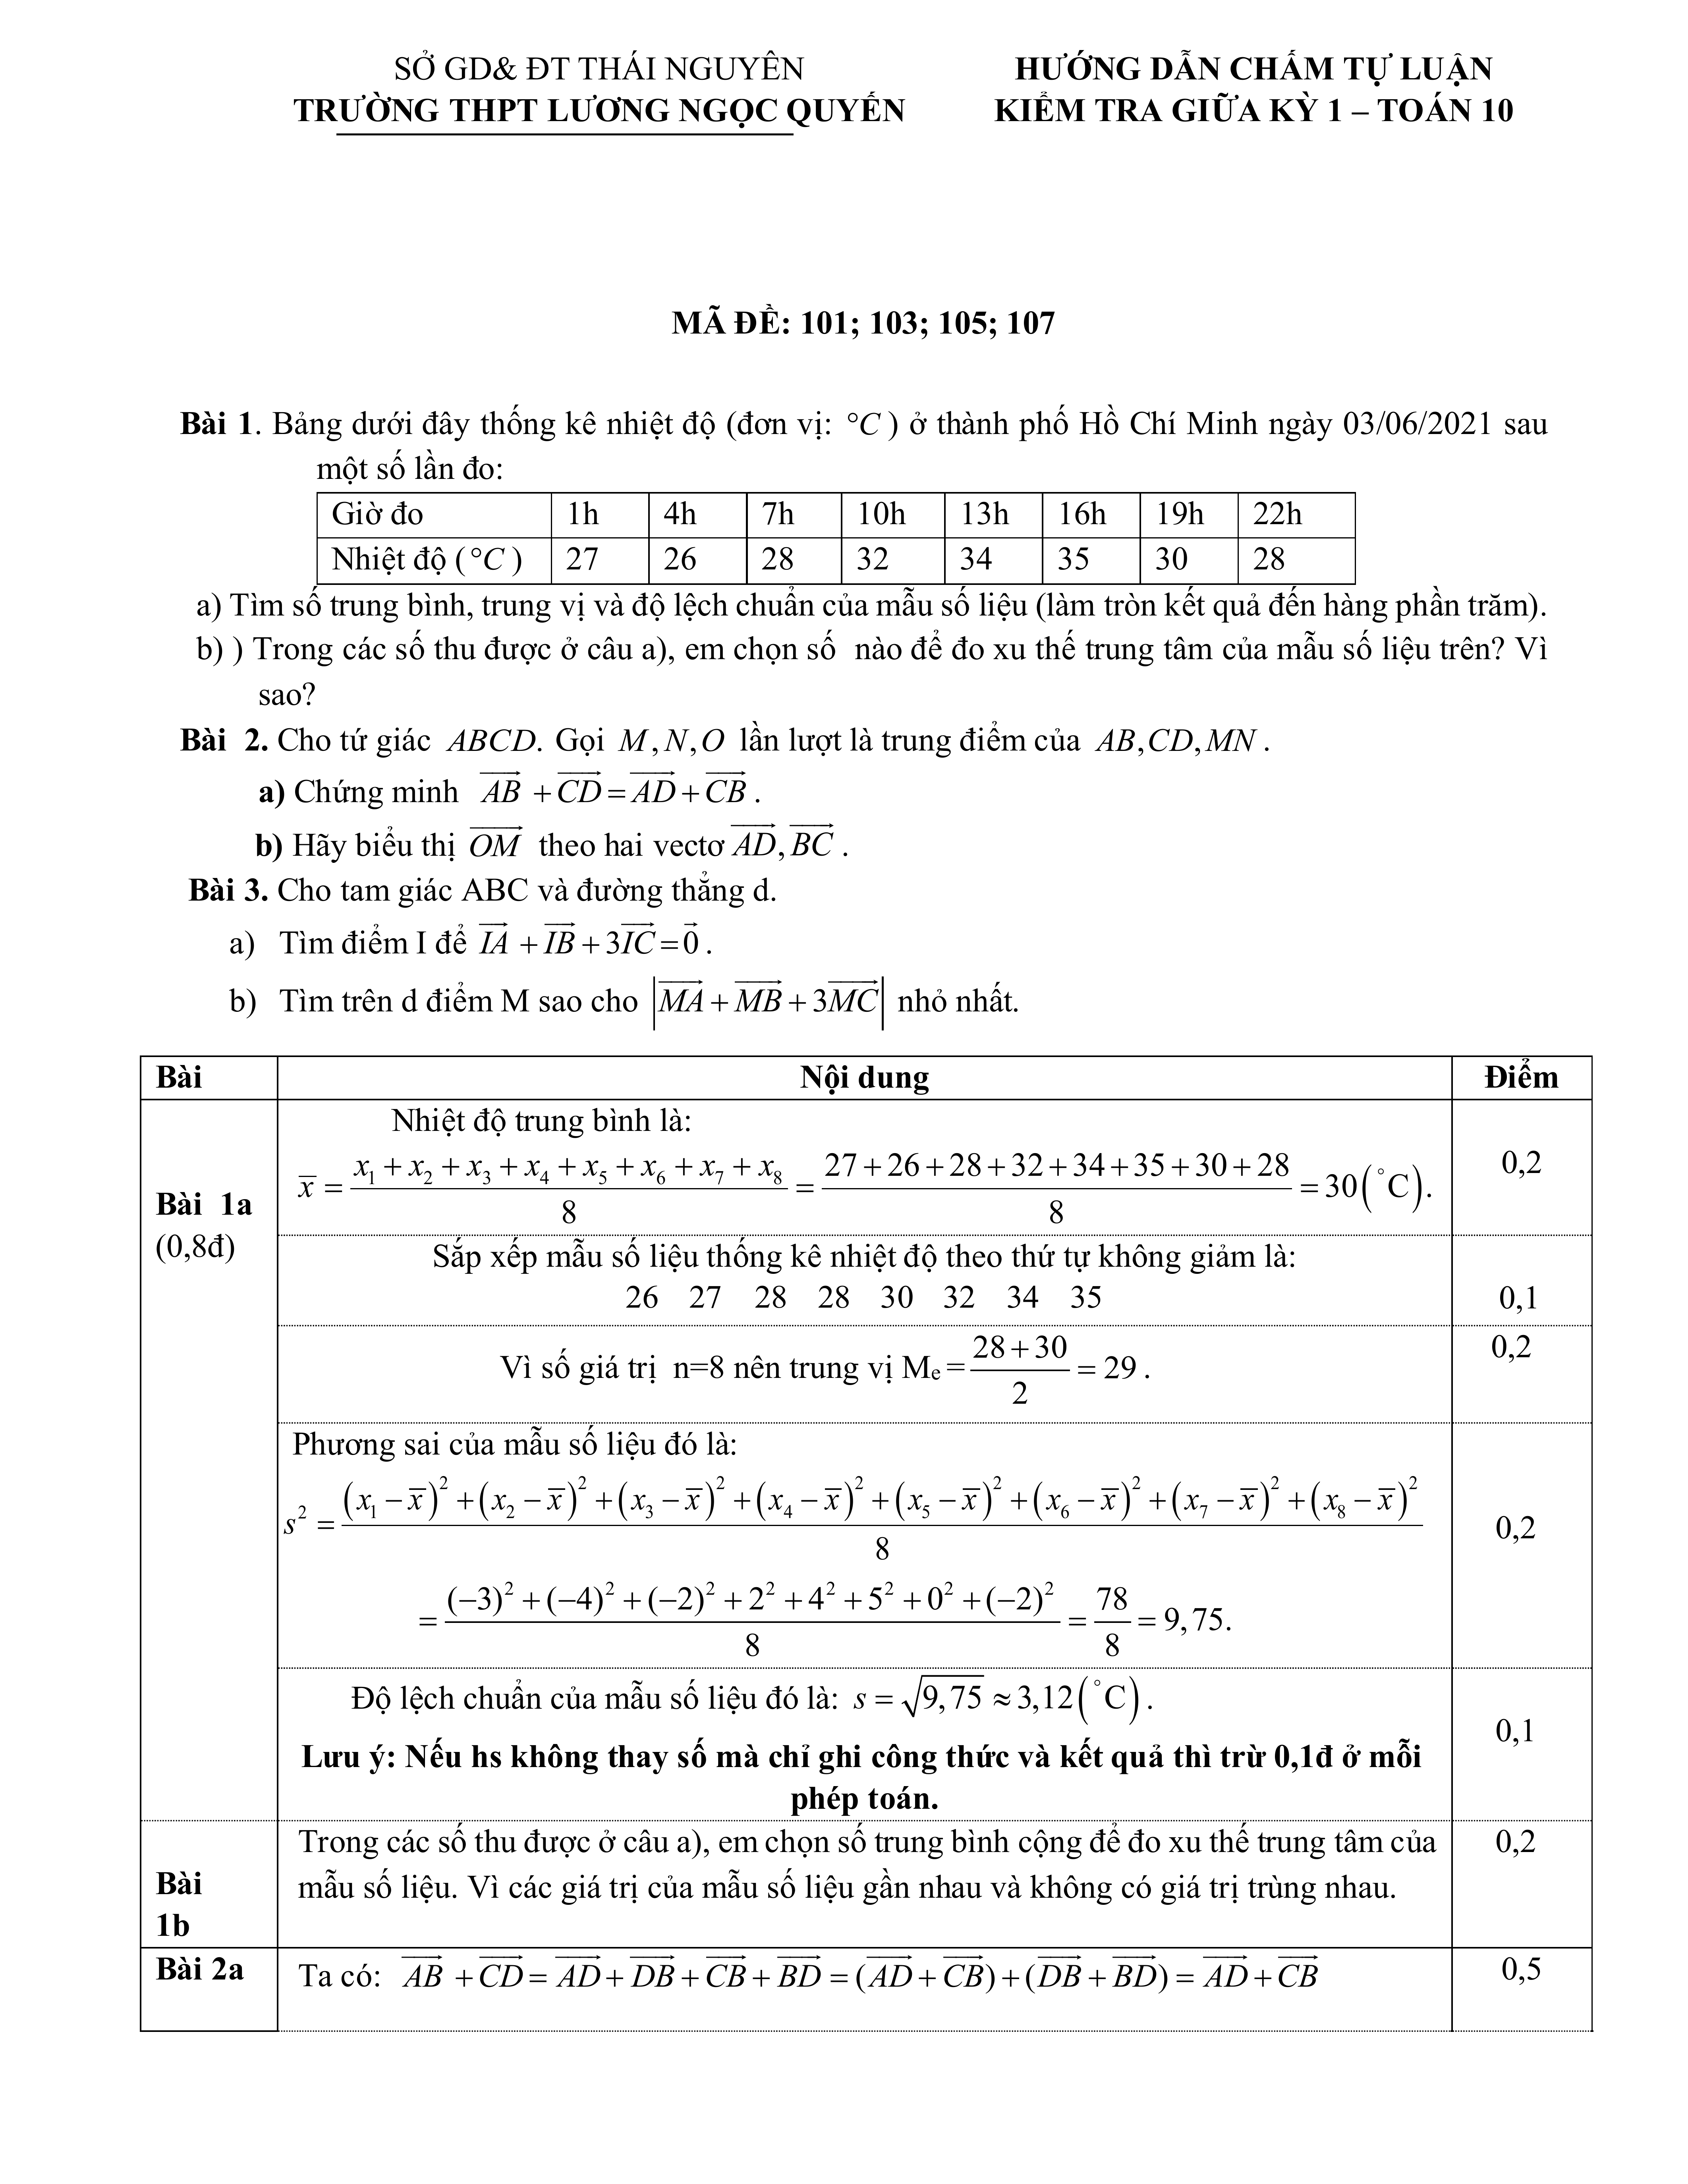 SỞ GD& ĐT THÁI NGUYÊN
TRƯỜNG THPT LƯƠNG NGỌC QUYẾN
HƯỚNG DẪN CHẤM TỰ LUẬN
KIỂM TRA GIỮA KỲ 1 – TOÁN 10
MÃ ĐỀ: 101; 103; 105; 107
Bài 1. Bảng dưới đây thống kê nhiệt độ (đơn vị: °C ) ở thành phố Hồ Chí Minh ngày 03/06/2021 sau
một số lần đo:
Giờ đo 1h 4h 7h 10h 13h 16h 19h 22h
Nhiệt độ ( °C ) 27 26 28 32 34 35 30 28
a) Tìm số trung bình, trung vị và độ lệch chuẩn của mẫu số liệu (làm tròn kết quả đến hàng phần trăm).
b) ) Trong các số thu được ở câu a), em chọn số nào để đo xu thế trung tâm của mẫu số liệu trên? Vì
sao?
Bài 2. Cho tứ giác ABCD. Gọi M, N, O lần lượt là trung điểm của AB, CD, MN .
a) Chứng minh $\overrightarrow{AB} + \overrightarrow{CD} = \overrightarrow{AD} + \overrightarrow{CB}$ .
b) Hãy biểu thị $\overrightarrow{OM}$ theo hai vectơ $\overrightarrow{AD}, \overrightarrow{BC}$ .
Bài 3. Cho tam giác ABC và đường thẳng d.
a) Tìm điểm I để $\overrightarrow{IA} + \overrightarrow{IB} + 3\overrightarrow{IC} = \vec{0}$ .
b) Tìm trên d điểm M sao cho $\left|\overrightarrow{MA} + \overrightarrow{MB} + 3\overrightarrow{MC}\right|$ nhỏ nhất.
Bài Nội dung Điểm
Bài 1a
(0,8đ)
Nhiệt độ trung bình là:
$\overline{x} = \frac{x_1 + x_2 + x_3 + x_4 + x_5 + x_6 + x_7 + x_8}{8} = \frac{27 + 26 + 28 + 32 + 34 + 35 + 30 + 28}{8} = 30(^\circ\mathrm{C}).$ 0,2
Sắp xếp mẫu số liệu thống kê nhiệt độ theo thứ tự không giảm là:
26 27 28 28 30 32 34 35 0,1
Vì số giá trị n=8 nên trung vị $M_e = \frac{28 + 30}{2} = 29$ . 0,2
Phương sai của mẫu số liệu đó là:
$s^2 = \frac{(x_1 - \overline{x})^2 + (x_2 - \overline{x})^2 + (x_3 - \overline{x})^2 + (x_4 - \overline{x})^2 + (x_5 - \overline{x})^2 + (x_6 - \overline{x})^2 + (x_7 - \overline{x})^2 + (x_8 - \overline{x})^2}{8}$ 0,2
$= \frac{(-3)^2 + (-4)^2 + (-2)^2 + 2^2 + 4^2 + 5^2 + 0^2 + (-2)^2}{8} = \frac{78}{8} = 9,75.$
Độ lệch chuẩn của mẫu số liệu đó là: $s = \sqrt{9,75} \approx 3,12(^\circ\mathrm{C})$ . 0,1
Lưu ý: Nếu hs không thay số mà chỉ ghi công thức và kết quả thì trừ 0,1đ ở mỗi
phép toán.
Bài
1b
Trong các số thu được ở câu a), em chọn số trung bình cộng để đo xu thế trung tâm của 0,2
mẫu số liệu. Vì các giá trị của mẫu số liệu gần nhau và không có giá trị trùng nhau.
Bài 2a Ta có: $\overrightarrow{AB} + \overrightarrow{CD} = \overrightarrow{AD} + \overrightarrow{DB} + \overrightarrow{CB} + \overrightarrow{BD} = (\overrightarrow{AD} + \overrightarrow{CB}) + (\overrightarrow{DB} + \overrightarrow{BD}) = \overrightarrow{AD} + \overrightarrow{CB}$ 0,5